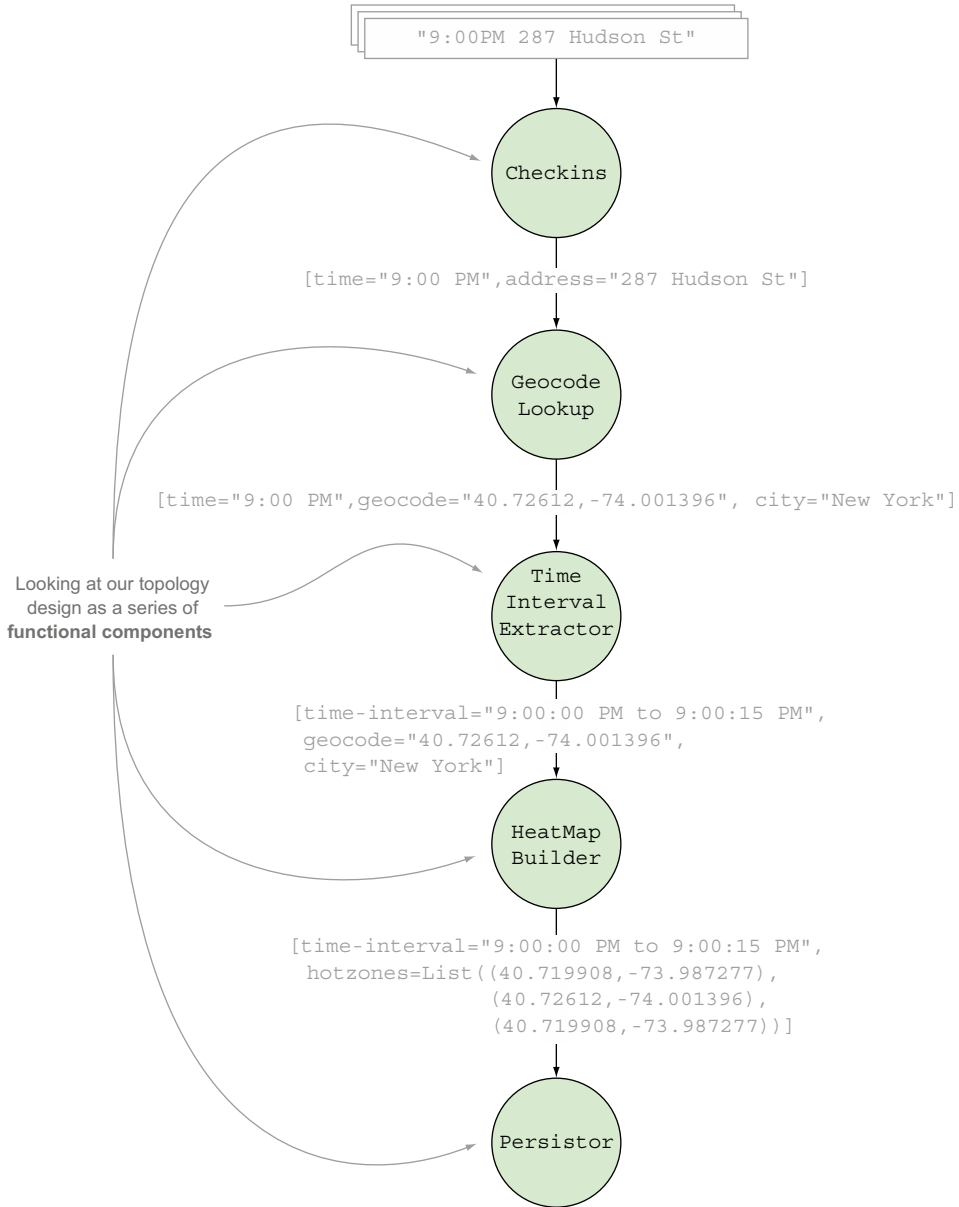 "9:00PM 287 Hudson St"
Checkins
[time="9:00 PM",address="287 Hudson St"]
Geocode
Lookup
[time="9:00 PM",geocode="40.72612,-74.001396", city="New York"]
Looking at our topology
design as a series of
functional components
Time
Interval
Extractor
[time-interval="9:00:00 PM to 9:00:15 PM",
geocode="40.72612,-74.001396",
city="New York"]
HeatMap
Builder
[time-interval="9:00:00 PM to 9:00:15 PM",
hotzones=List((40.719908,-73.987277),
(40.72612,-74.001396),
(40.719908,-73.987277))]
Persistor